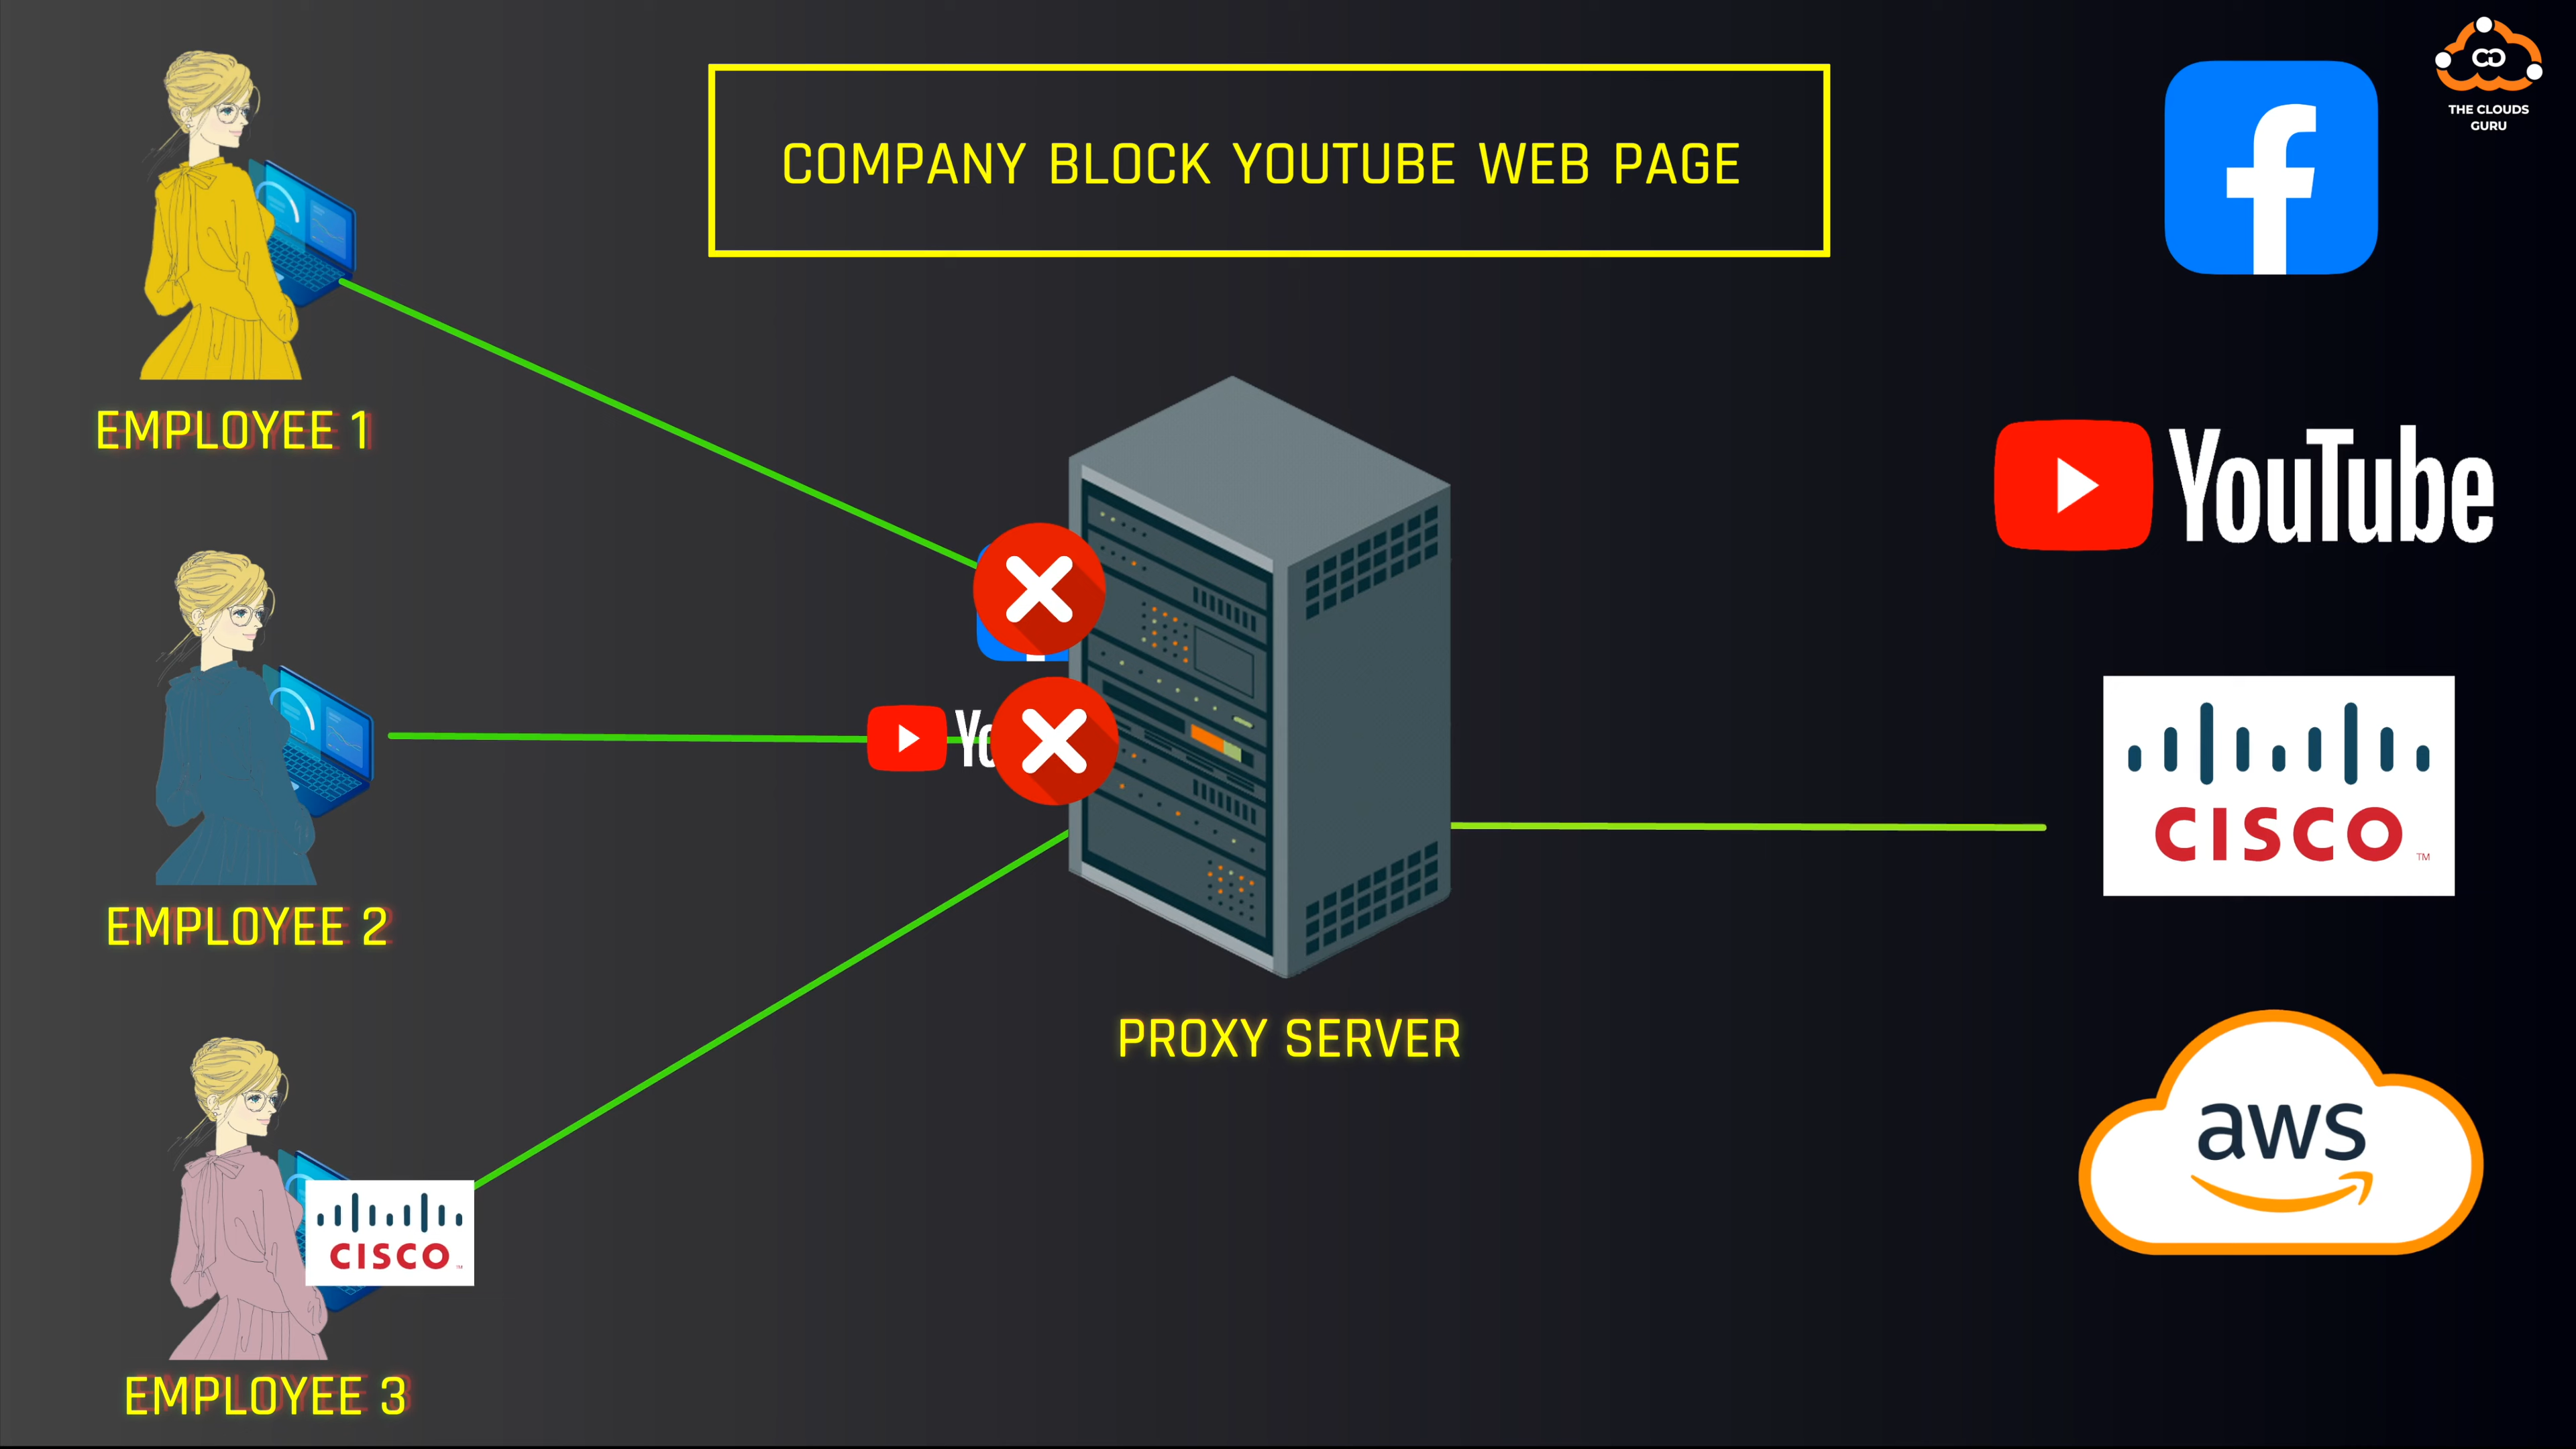 COMPANY BLOCK YOUTUBE WEB PAGE
THE CLOUDS
GURU
EMPLOYEE 1
YouTube
EMPLOYEE 2
CISCO
TM
PROXY SERVER
aws
CISCO
EMPLOYEE 3